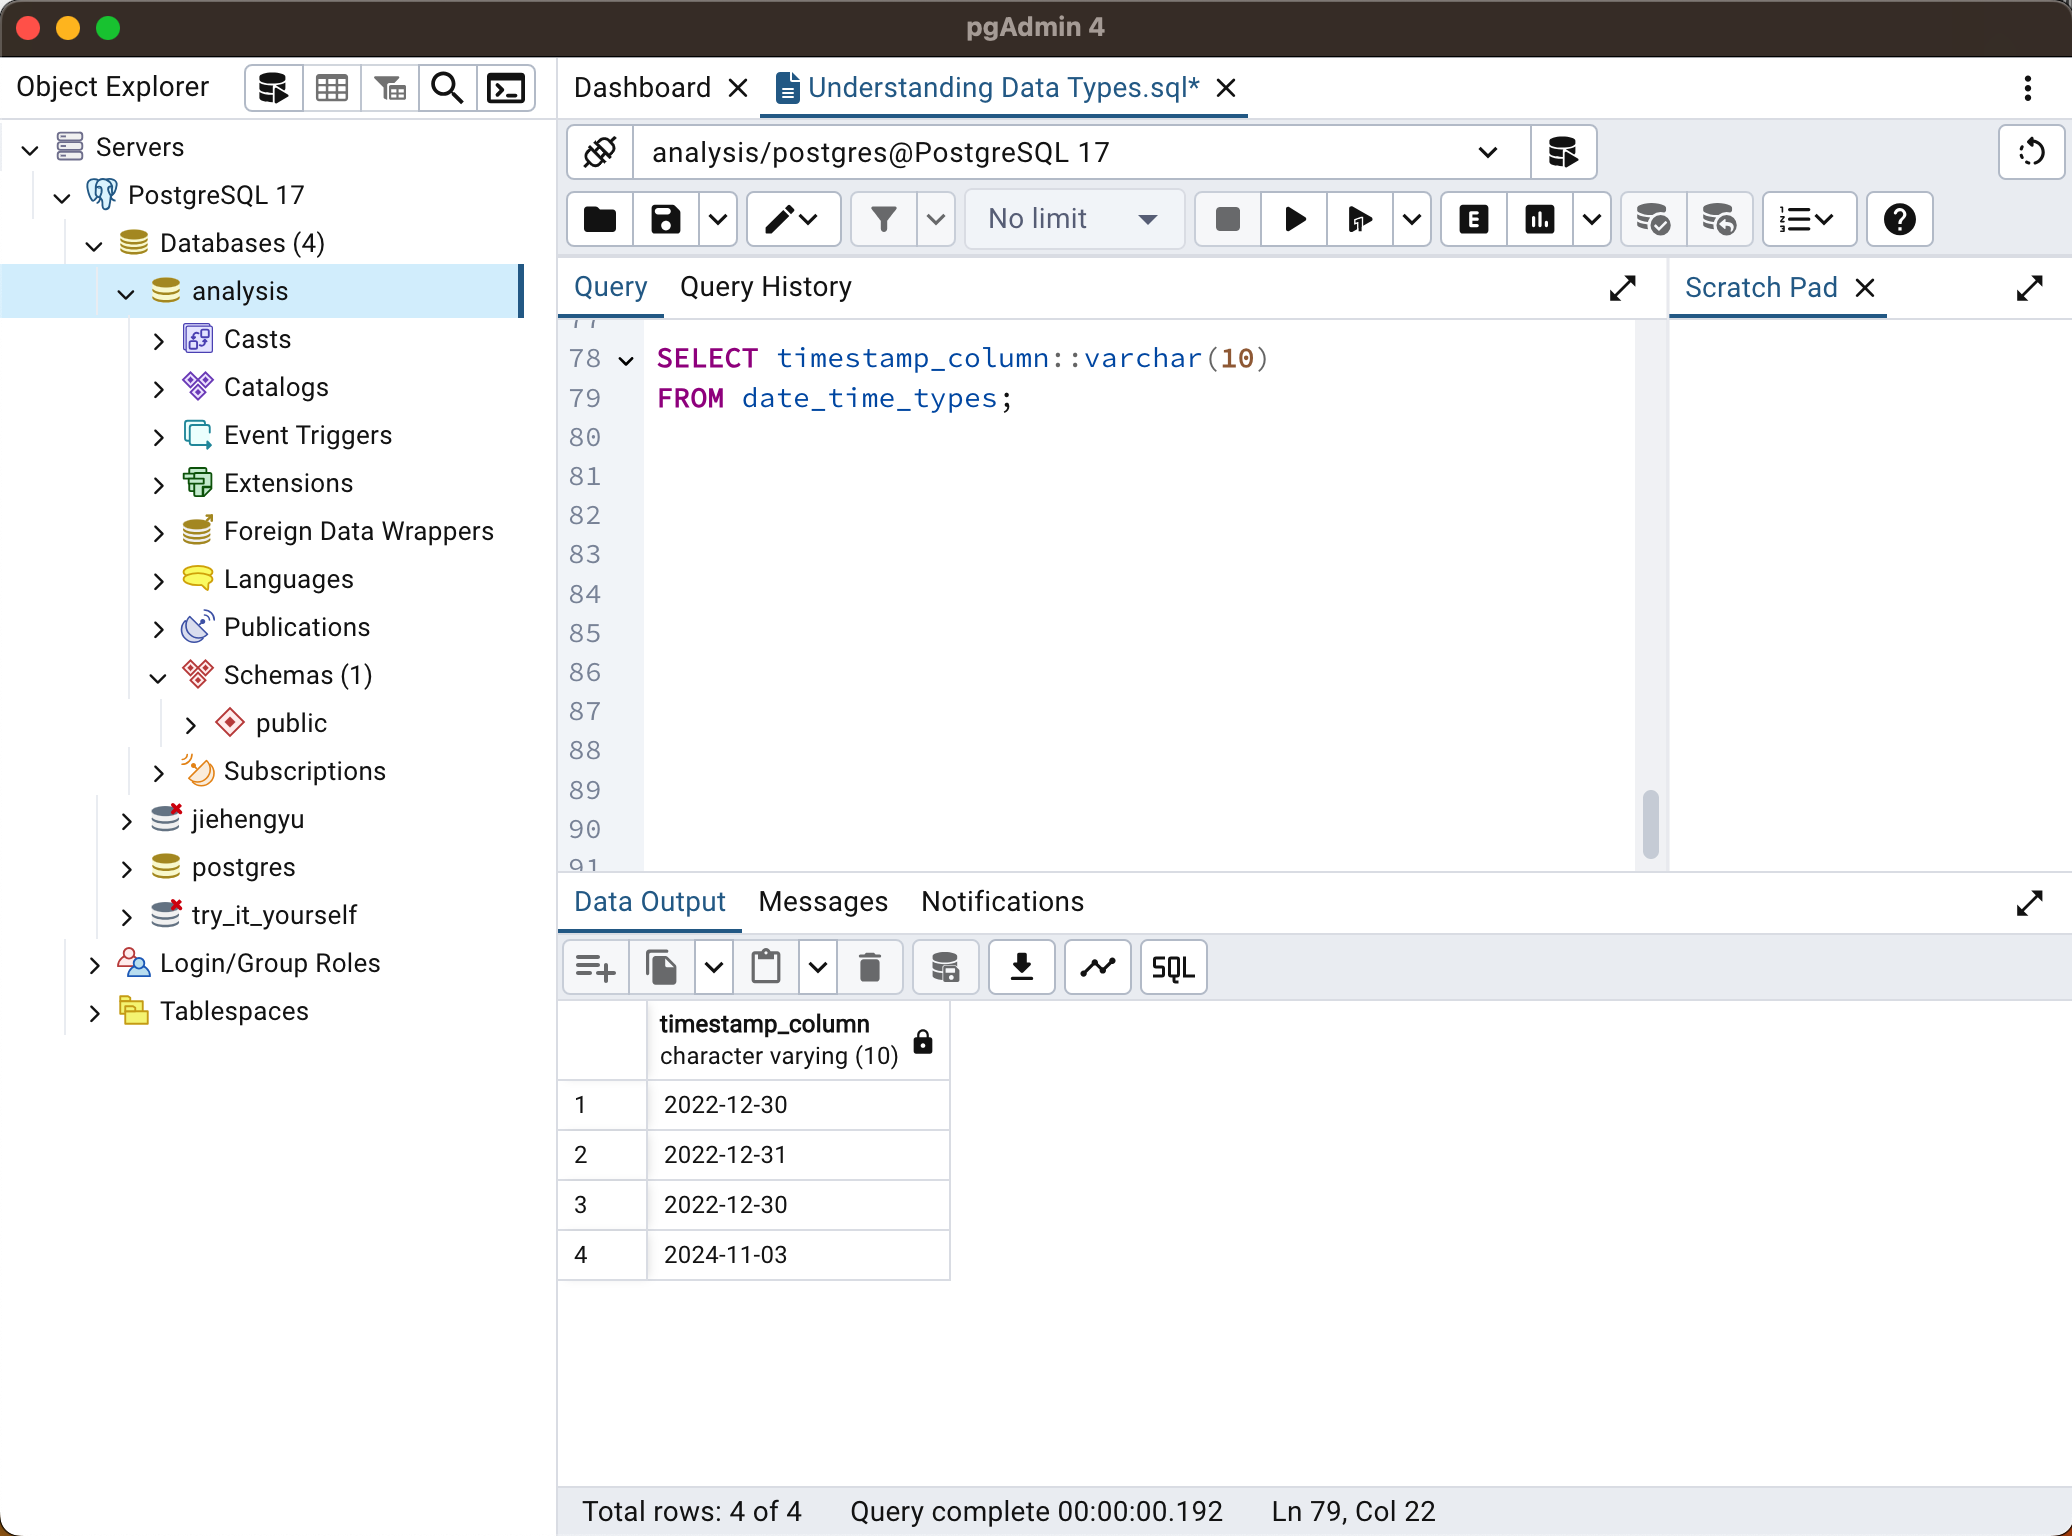 pgAdmin 4
Object Explorer
Servers
PostgreSQL 17
Databases (4)
analysis
Casts
Catalogs
Event Triggers
Extensions
Foreign Data Wrappers
Languages
Publications
Schemas (1)
public
Subscriptions
jiehengyu
postgres
try_it_yourself
Login/Group Roles
Tablespaces
Dashboard
Understanding Data Types.sql*
analysis/postgres@PostgreSQL 17
No limit
E
Query Query History
Scratch Pad
77
78 SELECT timestamp_column::varchar(10)
79 FROM date_time_types;
80
81
82
83
84
85
86
87
88
89
90
91
Data Output Messages Notifications
SQL
timestamp_column
character varying (10)
1 2022-12-30
2 2022-12-31
3 2022-12-30
4 2024-11-03
Total rows: 4 of 4 Query complete 00:00:00.192 Ln 79, Col 22